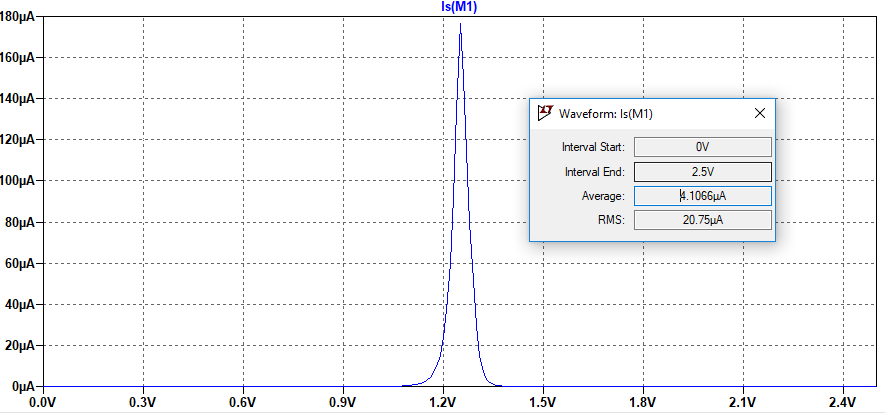 Is(M1)
180µA
160µA
140µA
120µA
100µA
80µA
60µA
40µA
20µA
0µA
0.0V 0.3V 0.6V 0.9V 1.2V 1.5V 1.8V 2.1V 2.4V
Waveform: Is(M1)
Interval Start: 0V
Interval End: 2.5V
Average: 4.1066µA
RMS: 20.75µA